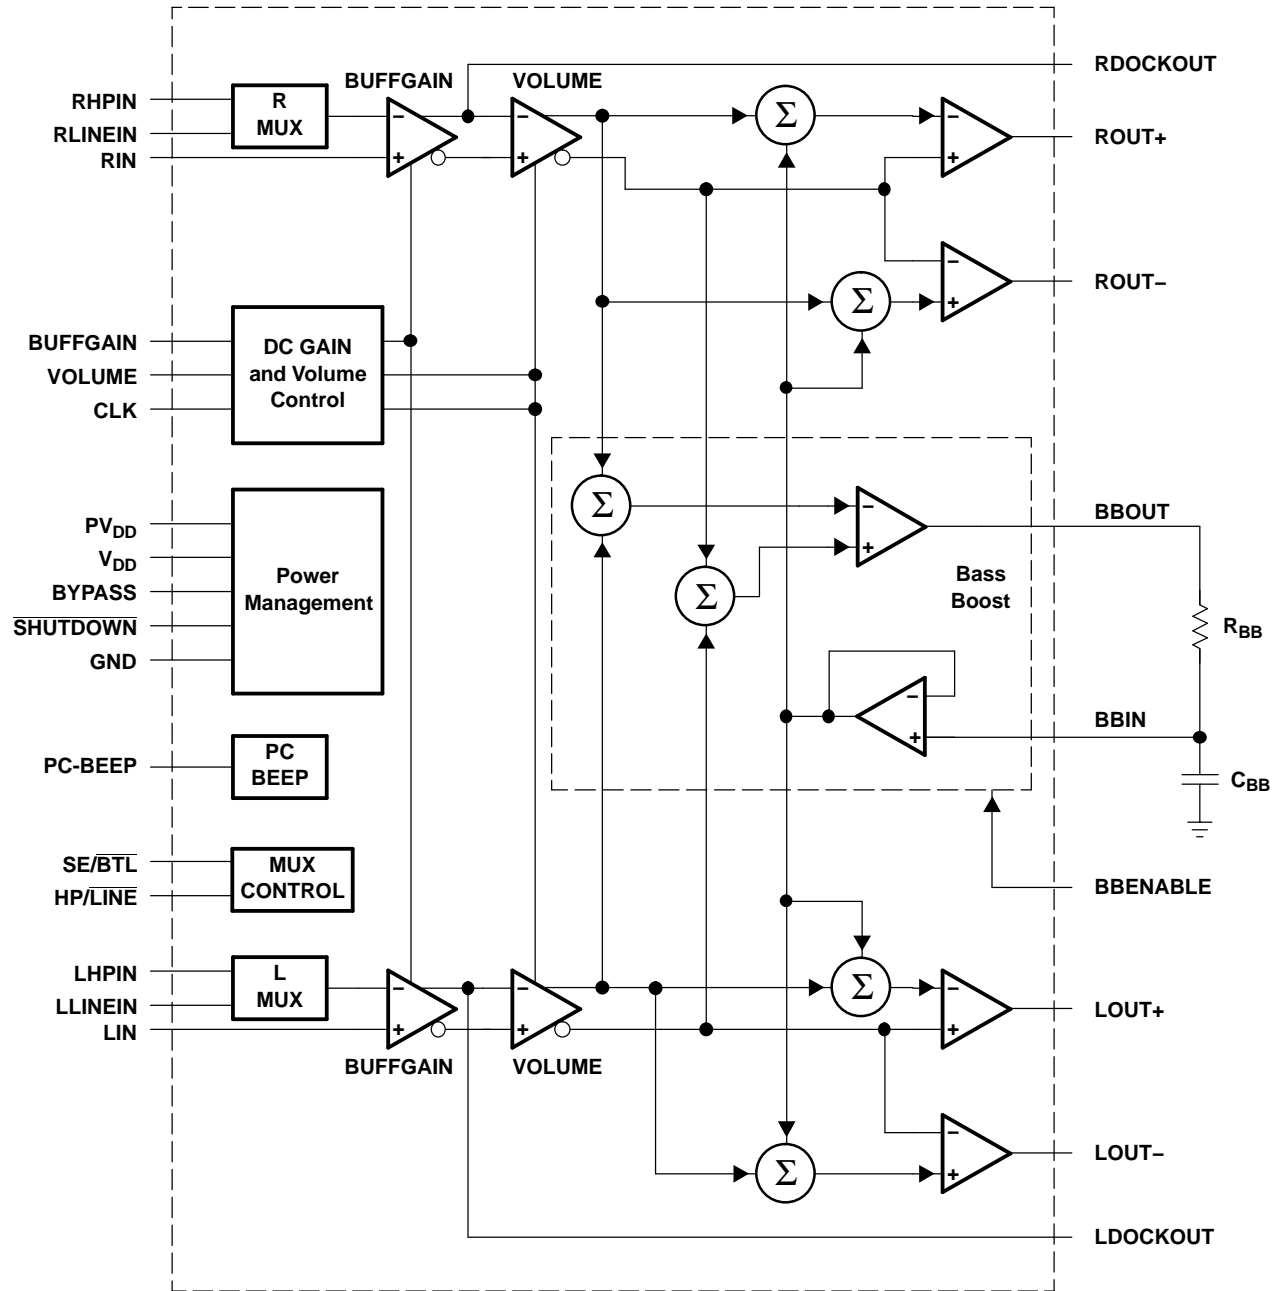 BUFFGAIN
VOLUME
RDOCKOUT
RHPIN
R
MUX
RLINEIN
RIN
−
+
−
+
Σ
−
+
ROUT+
−
+
ROUT−
Σ
BUFFGAIN
VOLUME
CLK
DC GAIN
and Volume
Control
PVDD
VDD
BYPASS
SHUTDOWN
GND
Power
Management
Σ
Σ
−
+
Bass
Boost
BBOUT
RBB
−
+
BBIN
CBB
PC-BEEP
PC
BEEP
SE/BTL
HP/LINE
MUX
CONTROL
BBENABLE
LHPIN
LLINEIN
LIN
L
MUX
−
+
−
+
BUFFGAIN
VOLUME
Σ
−
+
LOUT+
Σ
−
+
LOUT−
LDOCKOUT